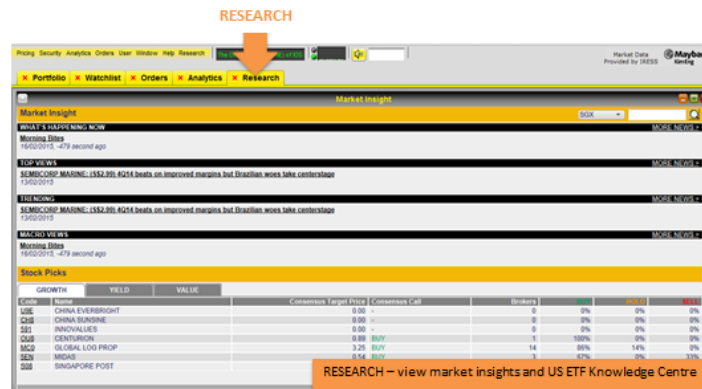 RESEARCH
Pricing Security Analytics Orders User Window Help Research
Market Data
Provided by IRESS
Mayba
KimEng
× Portfolio × Watchlist × Orders × Analytics × Research
Market Insight
Market Insight SGX
WHAT'S HAPPENING NOW MORE NEWS >
Morning Bites
16/02/2015, -479 second ago
TOP VIEWS MORE NEWS >
SEMBCORP MARINE: (S$2.99) 4Q14 beats on improved margins but Brazilian woes take centerstage
13/02/2015
TRENDING MORE NEWS >
SEMBCORP MARINE: (S$2.99) 4Q14 beats on improved margins but Brazilian woes take centerstage
13/02/2015
MACRO VIEWS MORE NEWS >
Morning Bites
16/02/2015, -479 second ago
Stock Picks
GROWTH YIELD VALUE
Code Name Consensus Target Price Consensus Call Brokers BUY HOLD SELL
U9E CHINA EVERBRIGHT 0.00 - 0 0% 0% 0%
CH8 CHINA SUNSINE 0.00 - 0 0% 0% 0%
591 INNOVALUES 0.00 - 0 0% 0% 0%
OU8 CENTURION 0.89 BUY 1 100% 0% 0%
MC0 GLOBAL LOG PROP 3.25 BUY 14 86% 14% 0%
5EN MIDAS 0.54 BUY 3 67% 0% 33%
S08 SINGAPORE POST
RESEARCH – view market insights and US ETF Knowledge Centre